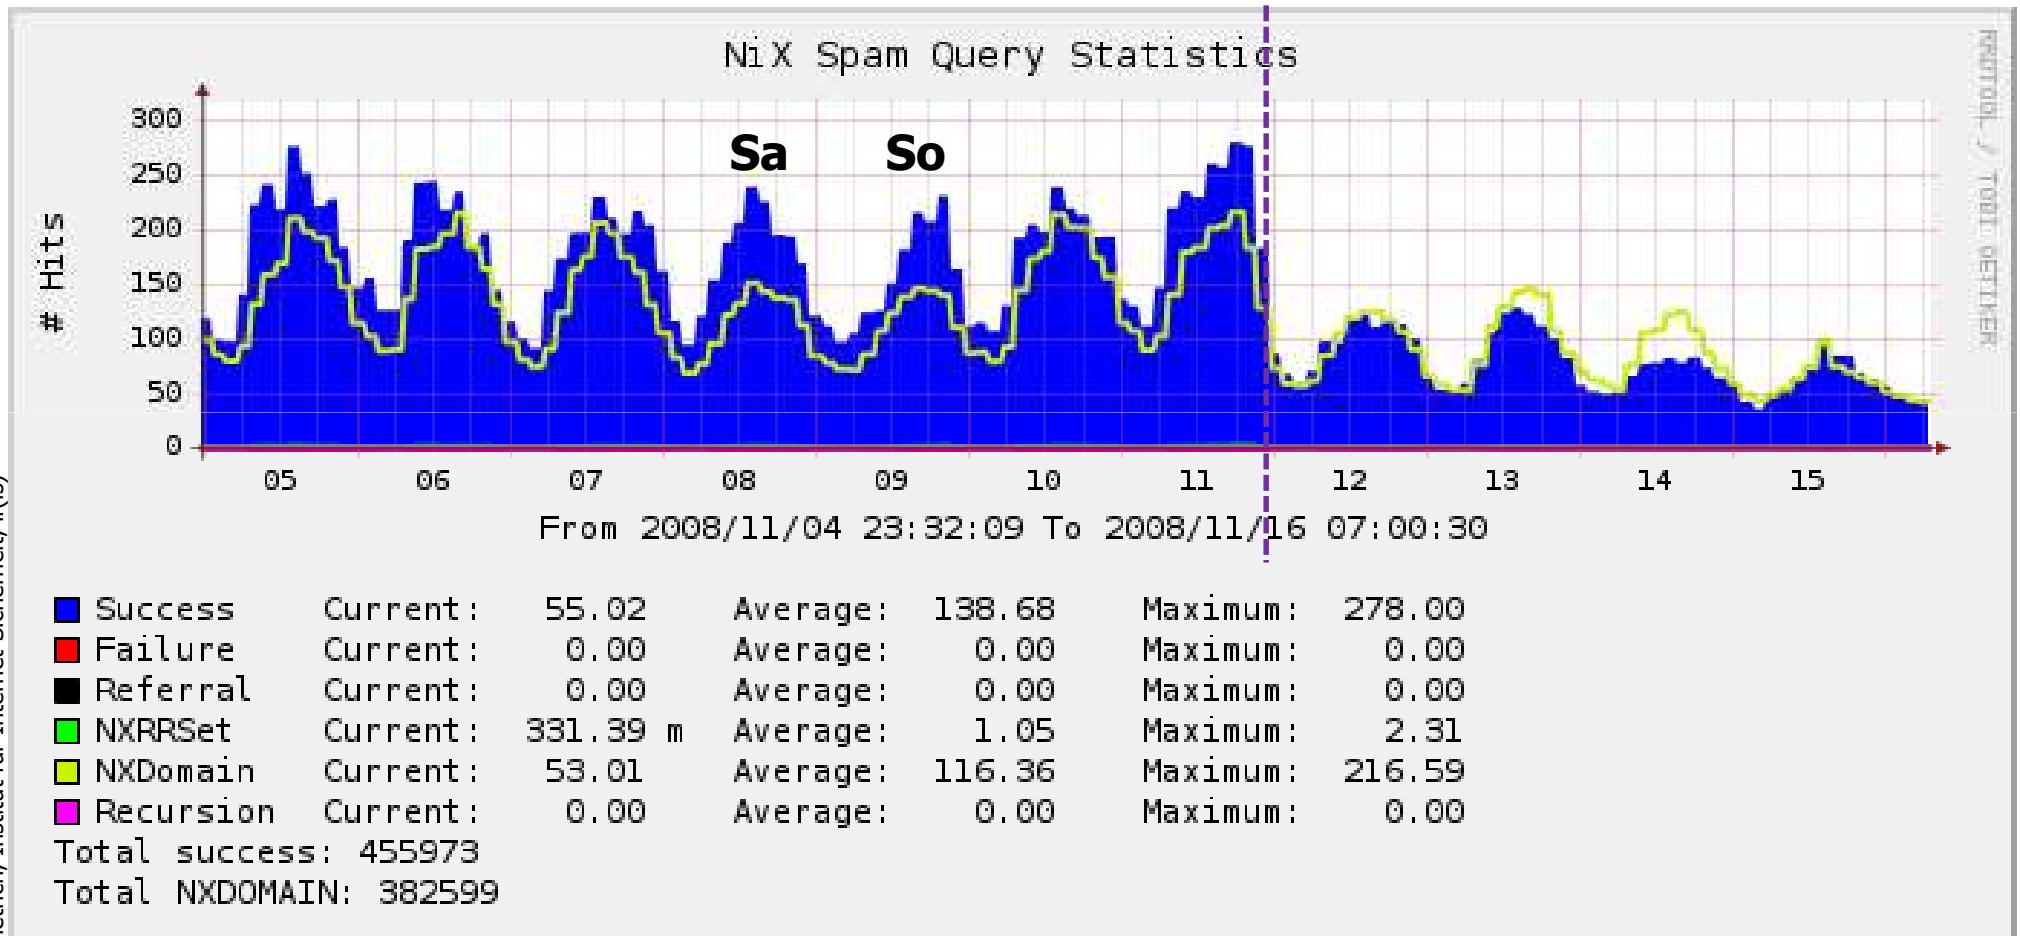 NiX Spam Query Statistics
RRDTOOL / TOBI OETIKER
# Hits
300
250
200
150
100
50
0
Sa So
05 06 07 08 09 10 11 12 13 14 15
From 2008/11/04 23:32:09 To 2008/11/16 07:00:30
Success Current: 55.02 Average: 138.68 Maximum: 278.00
Failure Current: 0.00 Average: 0.00 Maximum: 0.00
Referral Current: 0.00 Average: 0.00 Maximum: 0.00
NXRRSet Current: 331.39 m Average: 1.05 Maximum: 2.31
NXDomain Current: 53.01 Average: 116.36 Maximum: 216.59
Recursion Current: 0.00 Average: 0.00 Maximum: 0.00
Total success: 455973
Total NXDOMAIN: 382599